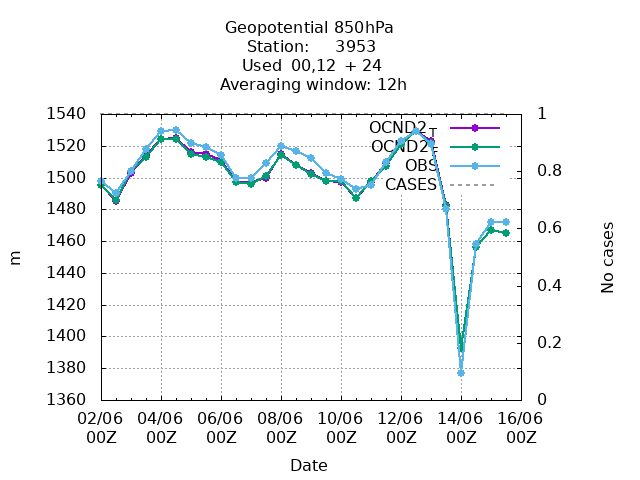 Geopotential 850hPa
Station: 3953
Used 00,12 + 24
Averaging window: 12h
1540
1520
1500
1480
1460
1440
1420
1400
1380
1360
m
1
0.8
0.6
0.4
0.2
0
No cases
OCND2
OCND2
OBS
CASES
02/06 04/06 06/06 08/06 10/06 12/06 14/06 16/06
00Z 00Z 00Z 00Z 00Z 00Z 00Z 00Z
Date